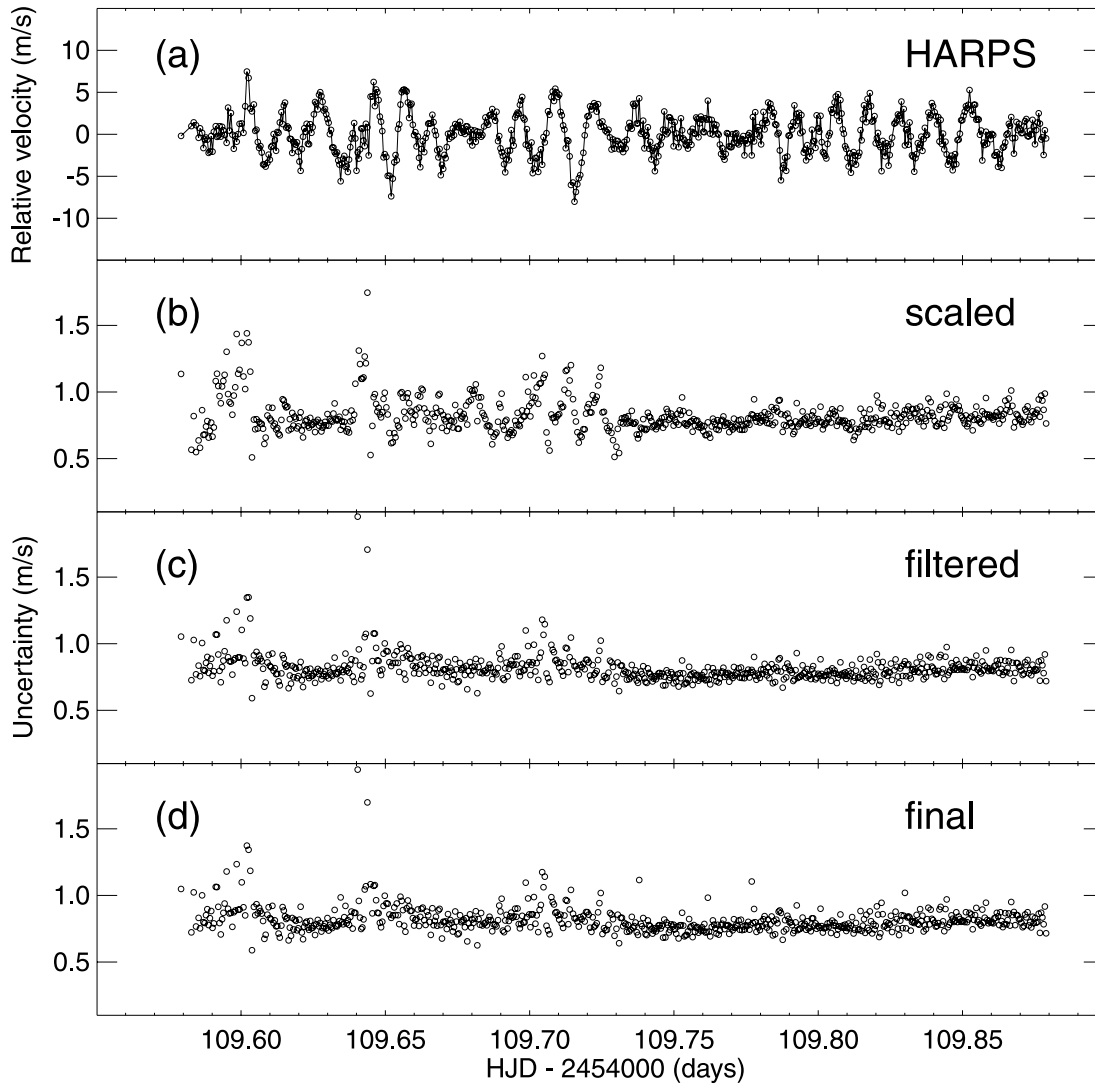 (a) HARPS
Relative velocity (m/s)
10
5
0
-5
-10
(b) scaled
1.5
1.0
0.5
(c) filtered
Uncertainty (m/s)
1.5
1.0
0.5
(d) final
1.5
1.0
0.5
109.60 109.65 109.70 109.75 109.80 109.85
HJD - 2454000 (days)